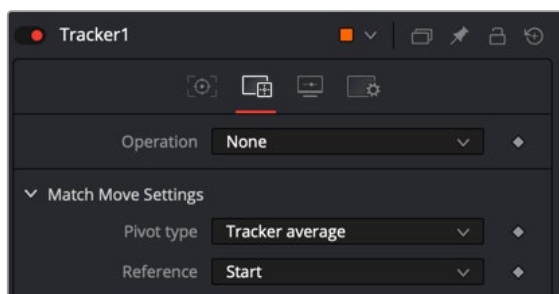 Tracker1
Operation None
Match Move Settings
Pivot type Tracker average
Reference Start